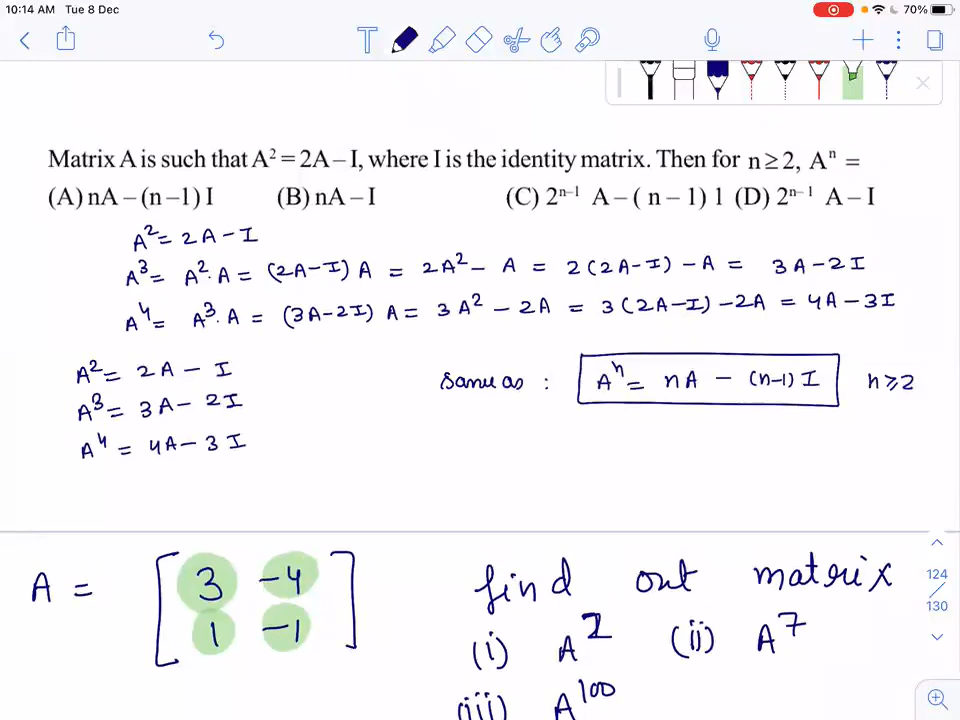 10:14 AM Tue 8 Dec 70%
Matrix A is such that A² = 2A – I, where I is the identity matrix. Then for n ≥ 2, Aⁿ =
(A) nA – (n –1) I (B) nA – I (C) 2ⁿ⁻¹ A – ( n – 1) 1 (D) 2ⁿ⁻¹ A – I
A² = 2A – I
A³ = A². A = (2A–I) A = 2A² – A = 2(2A–I) –A = 3A–2I
A⁴ = A³. A = (3A–2I) A = 3A² – 2A = 3(2A–I) –2A = 4A–3I
A² = 2A – I
A³ = 3A – 2I
A⁴ = 4A – 3I
Same as : Aⁿ = nA – (n–1) I n ≥ 2
A = [ 3 –4
1 –1 ]
find out matrix
(i) A² (ii) A⁷
(iii) A¹⁰⁰
124
130